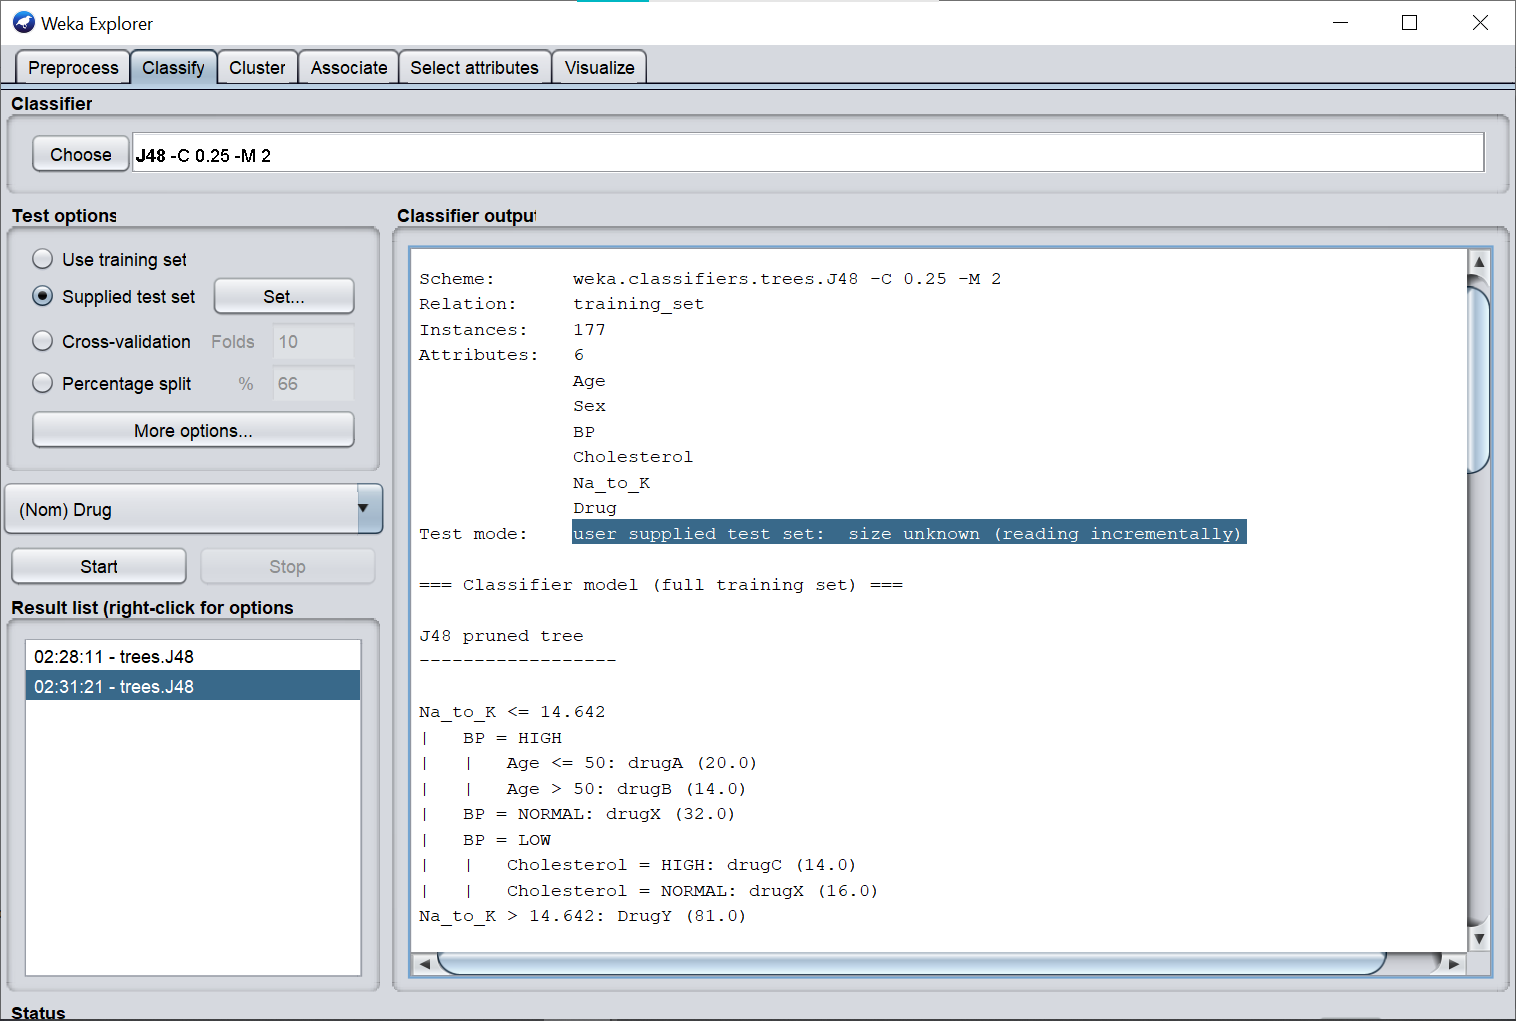 Weka Explorer
Preprocess Classify Cluster Associate Select attributes Visualize
Classifier
Choose J48 -C 0.25 -M 2
Test options
Use training set
Supplied test set Set...
Cross-validation Folds 10
Percentage split % 66
More options...
(Nom) Drug
Start Stop
Result list (right-click for options
02:28:11 - trees.J48
02:31:21 - trees.J48
Classifier output
Scheme: weka.classifiers.trees.J48 -C 0.25 -M 2
Relation: training_set
Instances: 177
Attributes: 6
Age
Sex
BP
Cholesterol
Na_to_K
Drug
Test mode: user supplied test set: size unknown (reading incrementally)
=== Classifier model (full training set) ===
J48 pruned tree
------------------
Na_to_K <= 14.642
| BP = HIGH
| | Age <= 50: drugA (20.0)
| | Age > 50: drugB (14.0)
| BP = NORMAL: drugX (32.0)
| BP = LOW
| | Cholesterol = HIGH: drugC (14.0)
| | Cholesterol = NORMAL: drugX (16.0)
Na_to_K > 14.642: DrugY (81.0)
Status